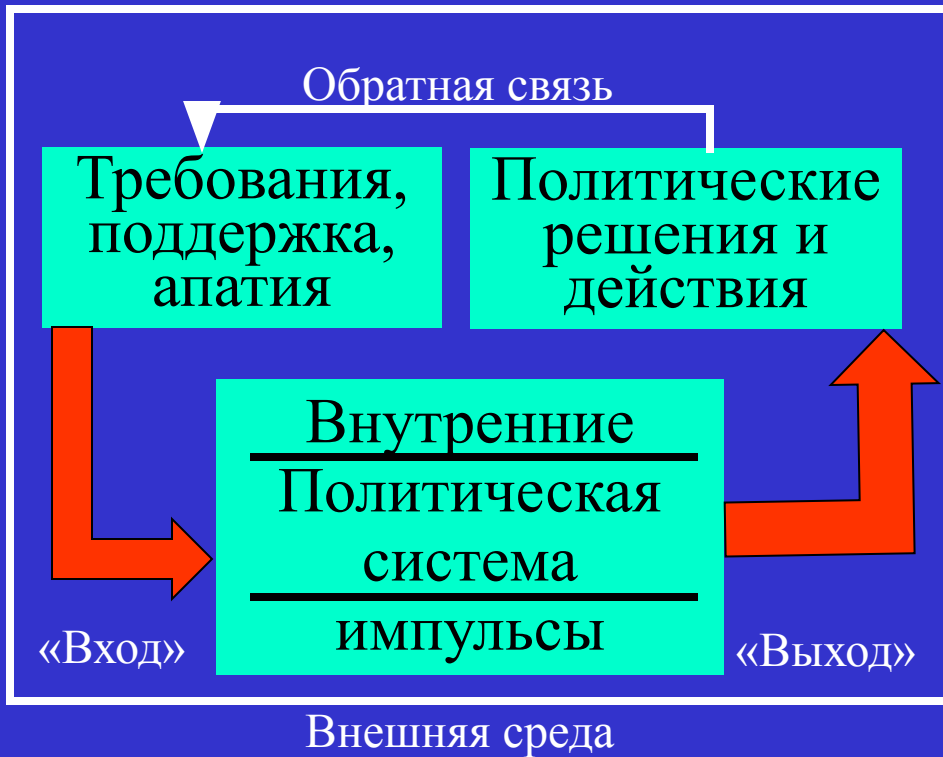 Обратная связь
Требования,
поддержка,
апатия
Политические
решения и
действия
Внутренние
Политическая
система
импульсы
«Вход»
«Выход»
Внешняя среда